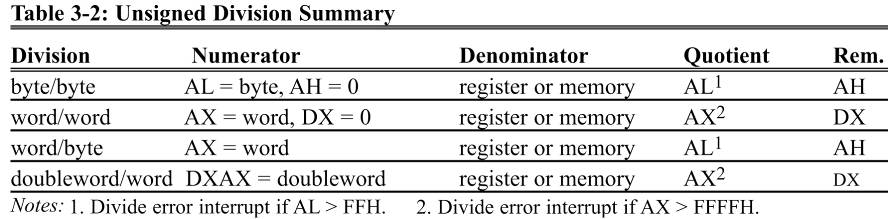 Table 3-2: Unsigned Division Summary
Division Numerator Denominator Quotient Rem.
byte/byte AL = byte, AH = 0 register or memory AL1 AH
word/word AX = word, DX = 0 register or memory AX2 DX
word/byte AX = word register or memory AL1 AH
doubleword/word DXAX = doubleword register or memory AX2 DX
Notes: 1. Divide error interrupt if AL > FFH. 2. Divide error interrupt if AX > FFFFH.